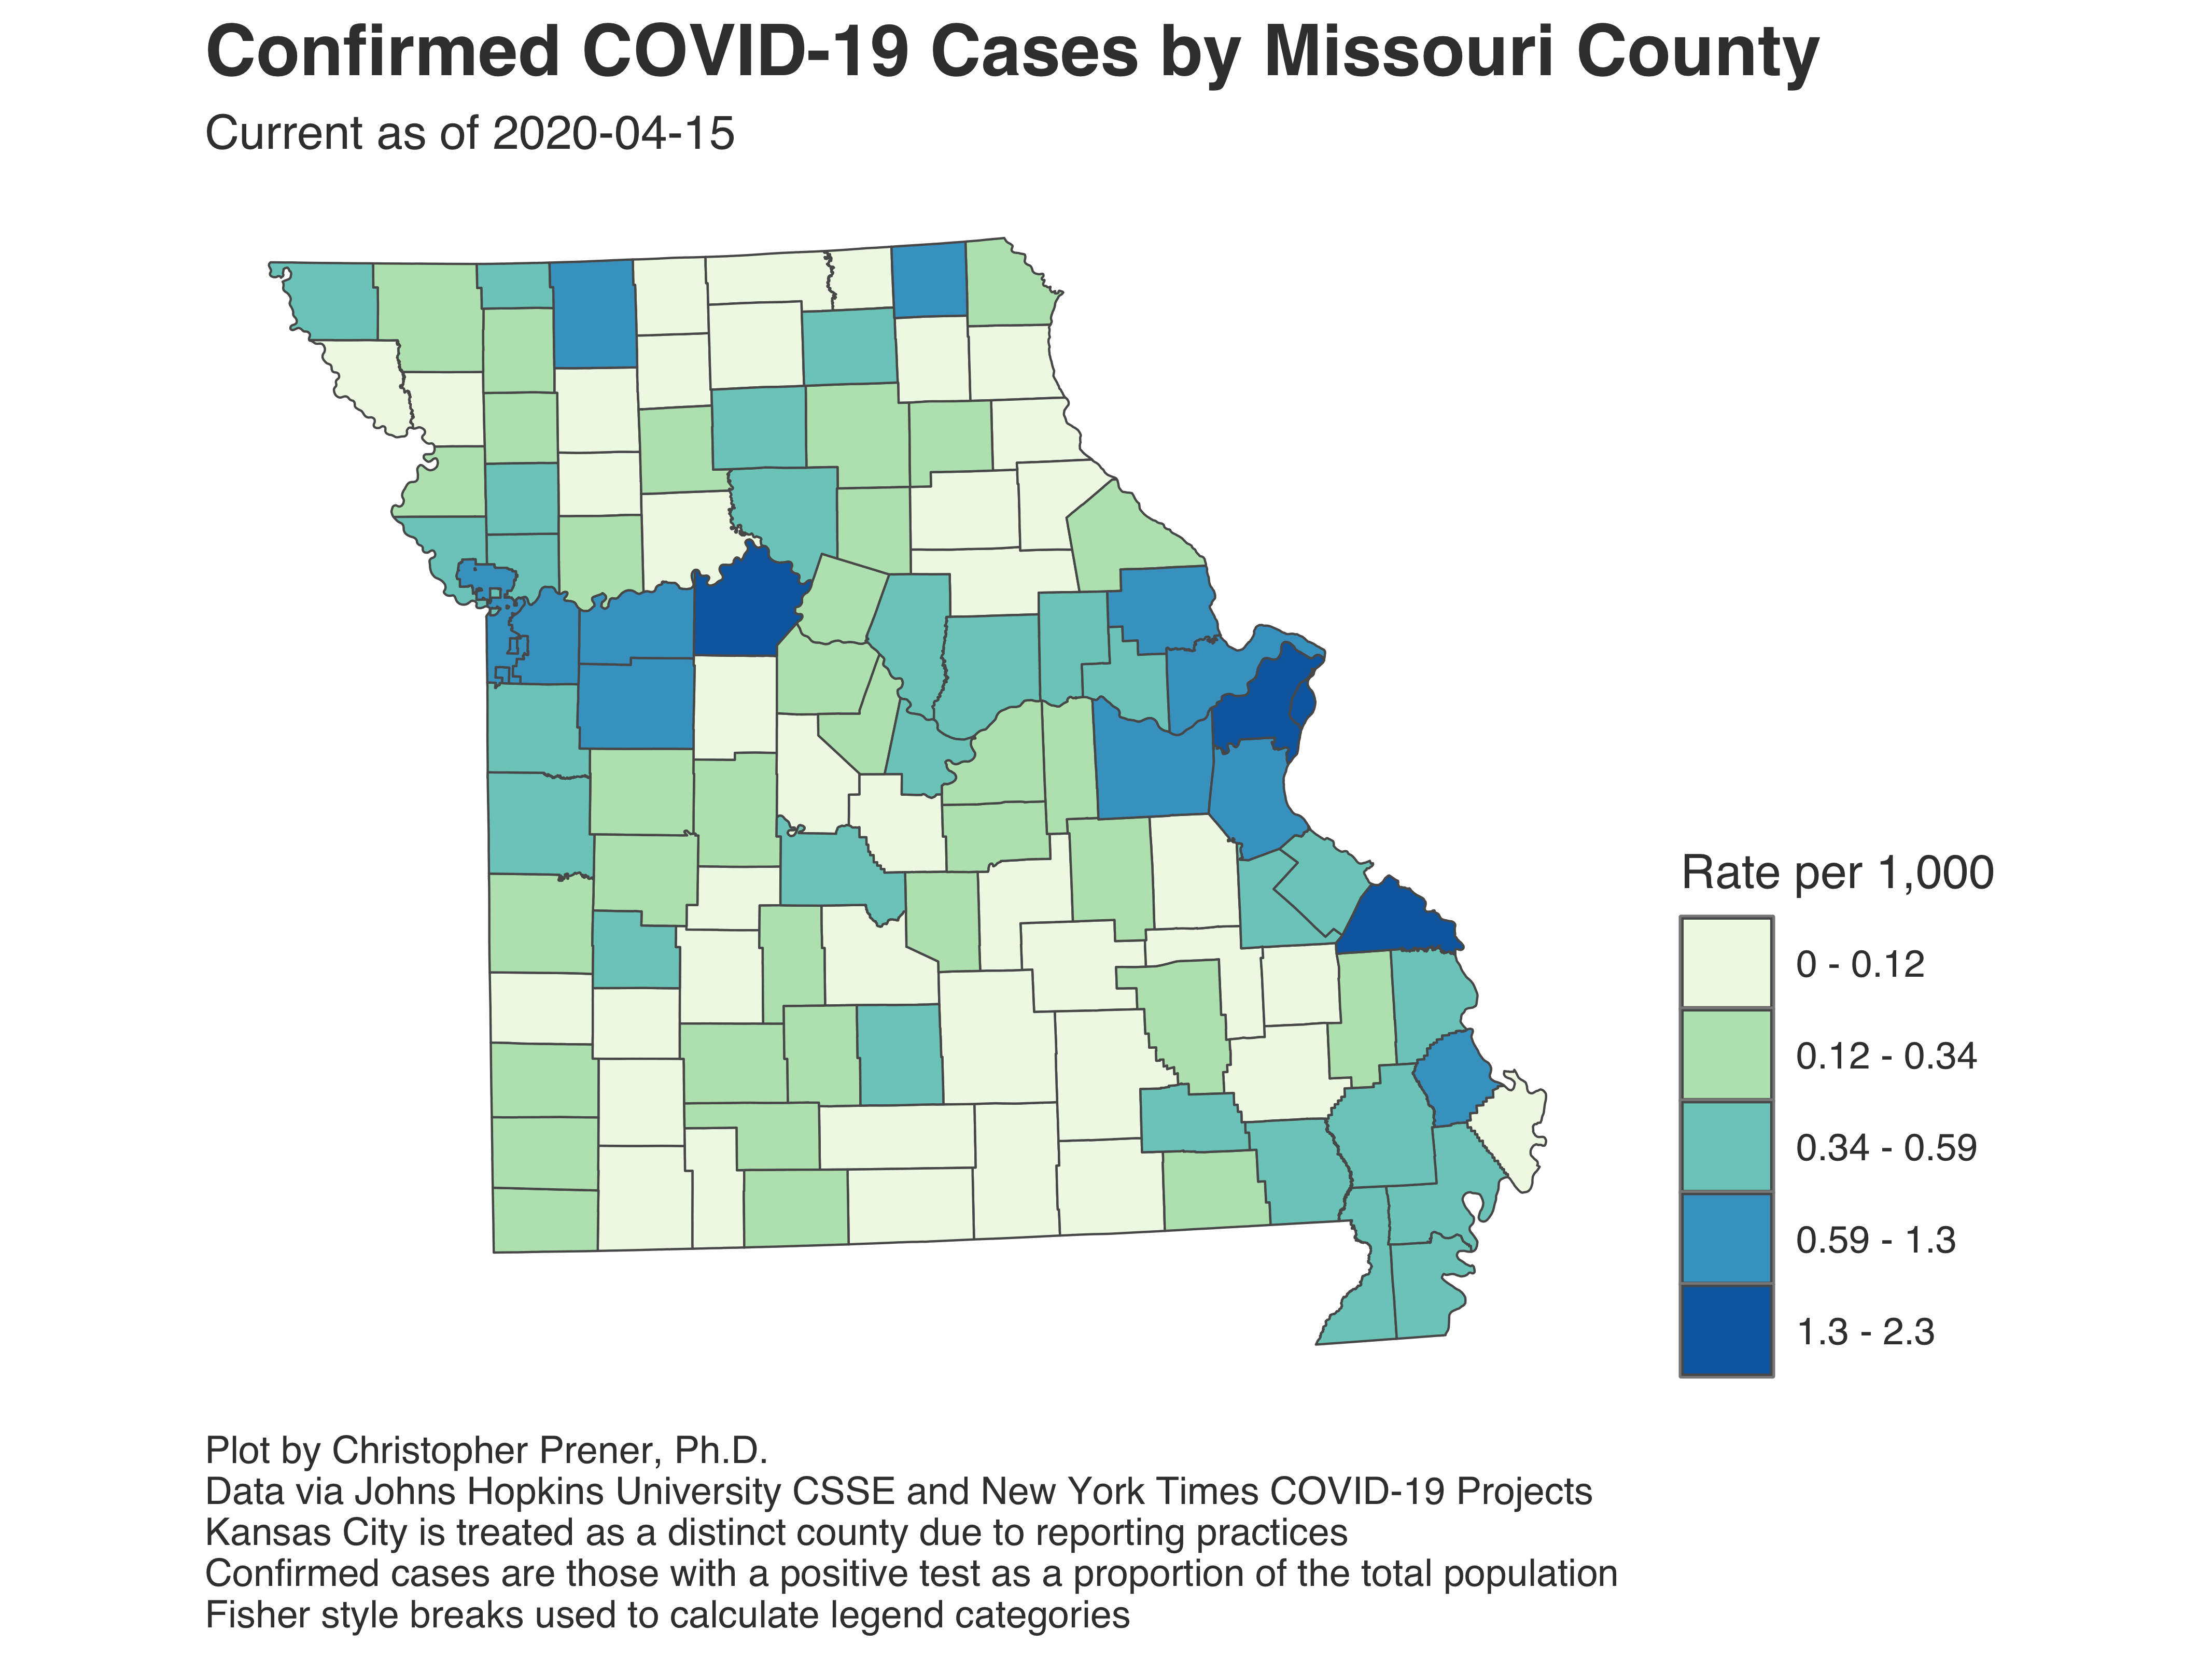 Confirmed COVID-19 Cases by Missouri County
Current as of 2020-04-15
Rate per 1,000
0 - 0.12
0.12 - 0.34
0.34 - 0.59
0.59 - 1.3
1.3 - 2.3
Plot by Christopher Prener, Ph.D.
Data via Johns Hopkins University CSSE and New York Times COVID-19 Projects
Kansas City is treated as a distinct county due to reporting practices
Confirmed cases are those with a positive test as a proportion of the total population
Fisher style breaks used to calculate legend categories